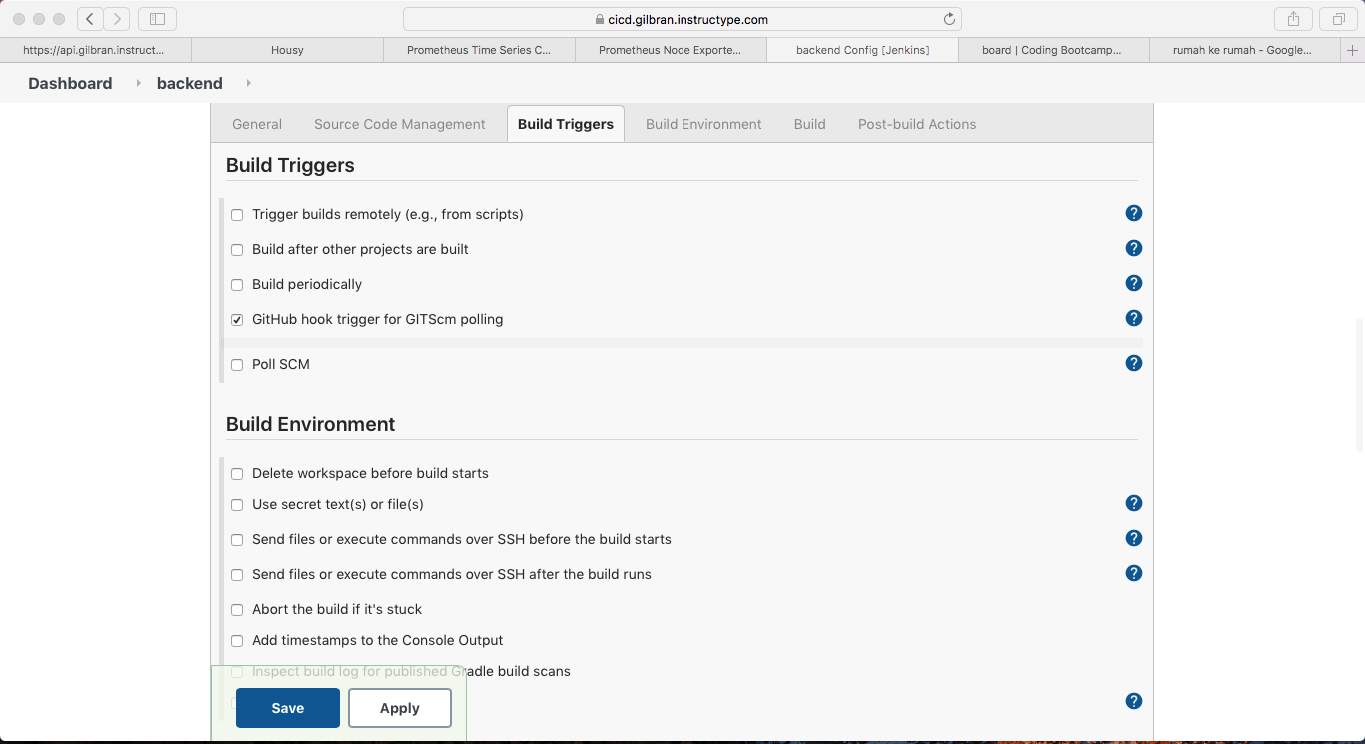 cicd.gilbran.instructype.com
https://api.gilbran.instruct...
Housy
Prometheus Time Series C...
Prometheus Noce Exporte...
backend Config [Jenkins]
board | Coding Bootcamp...
rumah ke rumah - Google...
Dashboard
backend
General
Source Code Management
Build Triggers
Build Environment
Build
Post-build Actions
Build Triggers
Trigger builds remotely (e.g., from scripts)
Build after other projects are built
Build periodically
GitHub hook trigger for GITScm polling
Poll SCM
Build Environment
Delete workspace before build starts
Use secret text(s) or file(s)
Send files or execute commands over SSH before the build starts
Send files or execute commands over SSH after the build runs
Abort the build if it's stuck
Add timestamps to the Console Output
Inspect build log for published Gradle build scans
Save
Apply